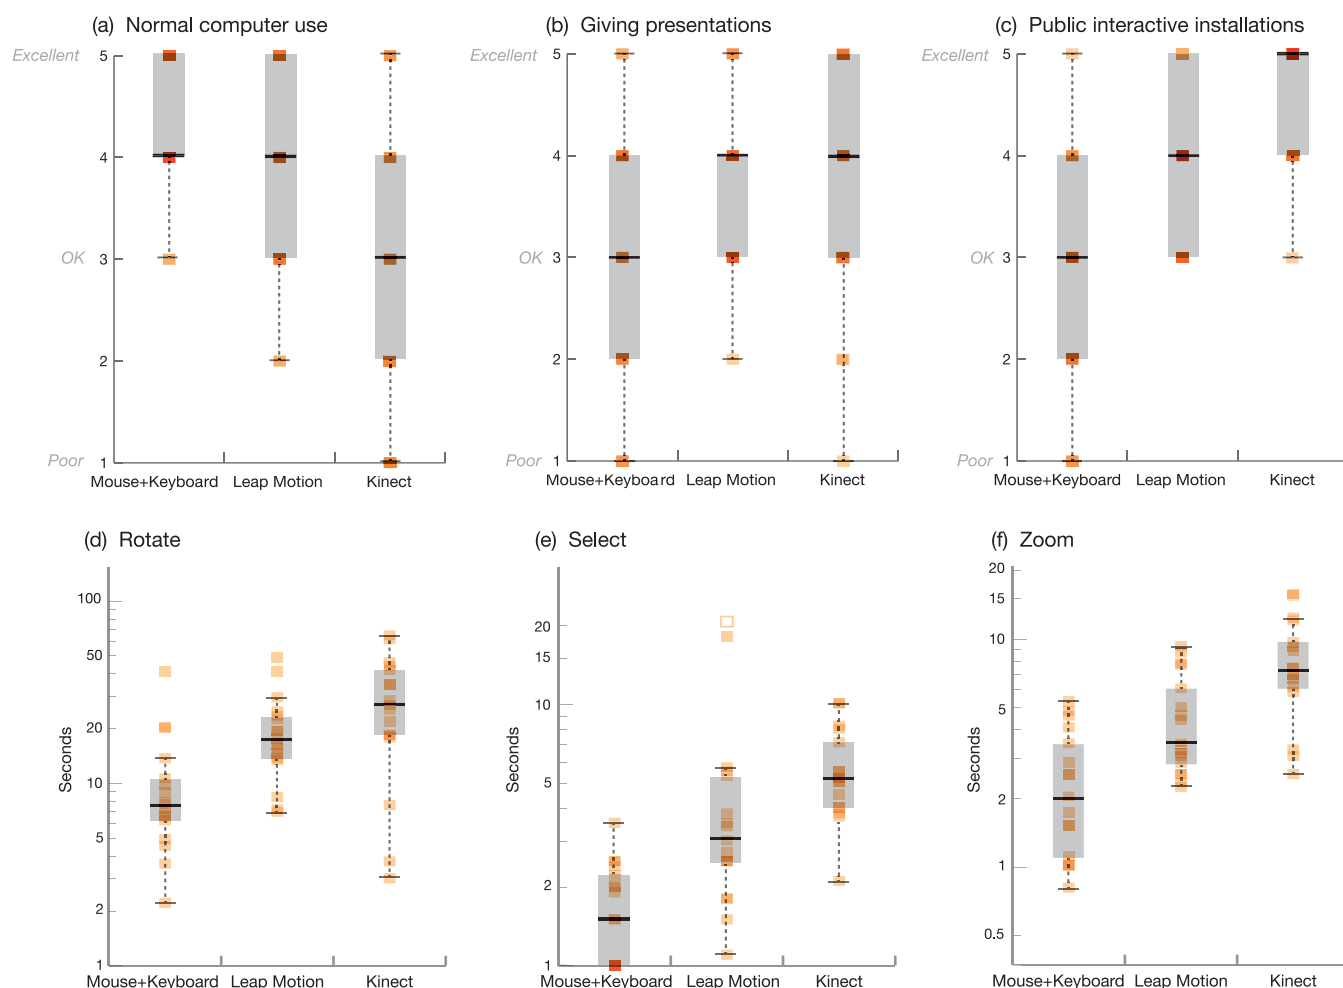 (a) Normal computer use
(b) Giving presentations
(c) Public interactive installations
Excellent 5
4
OK 3
2
Poor 1
Mouse+Keyboard Leap Motion Kinect
Excellent 5
4
OK 3
2
Poor 1
Mouse+Keyboard Leap Motion Kinect
Excellent 5
4
OK 3
2
Poor 1
Mouse+Keyboard Leap Motion Kinect
(d) Rotate
Seconds
100
50
20
10
5
2
1
Mouse+Keyboard Leap Motion Kinect
(e) Select
Seconds
20
15
10
5
2
1
Mouse+Keyboard Leap Motion Kinect
(f) Zoom
Seconds
20
15
10
5
2
1
0.5
Mouse+Keyboard Leap Motion Kinect